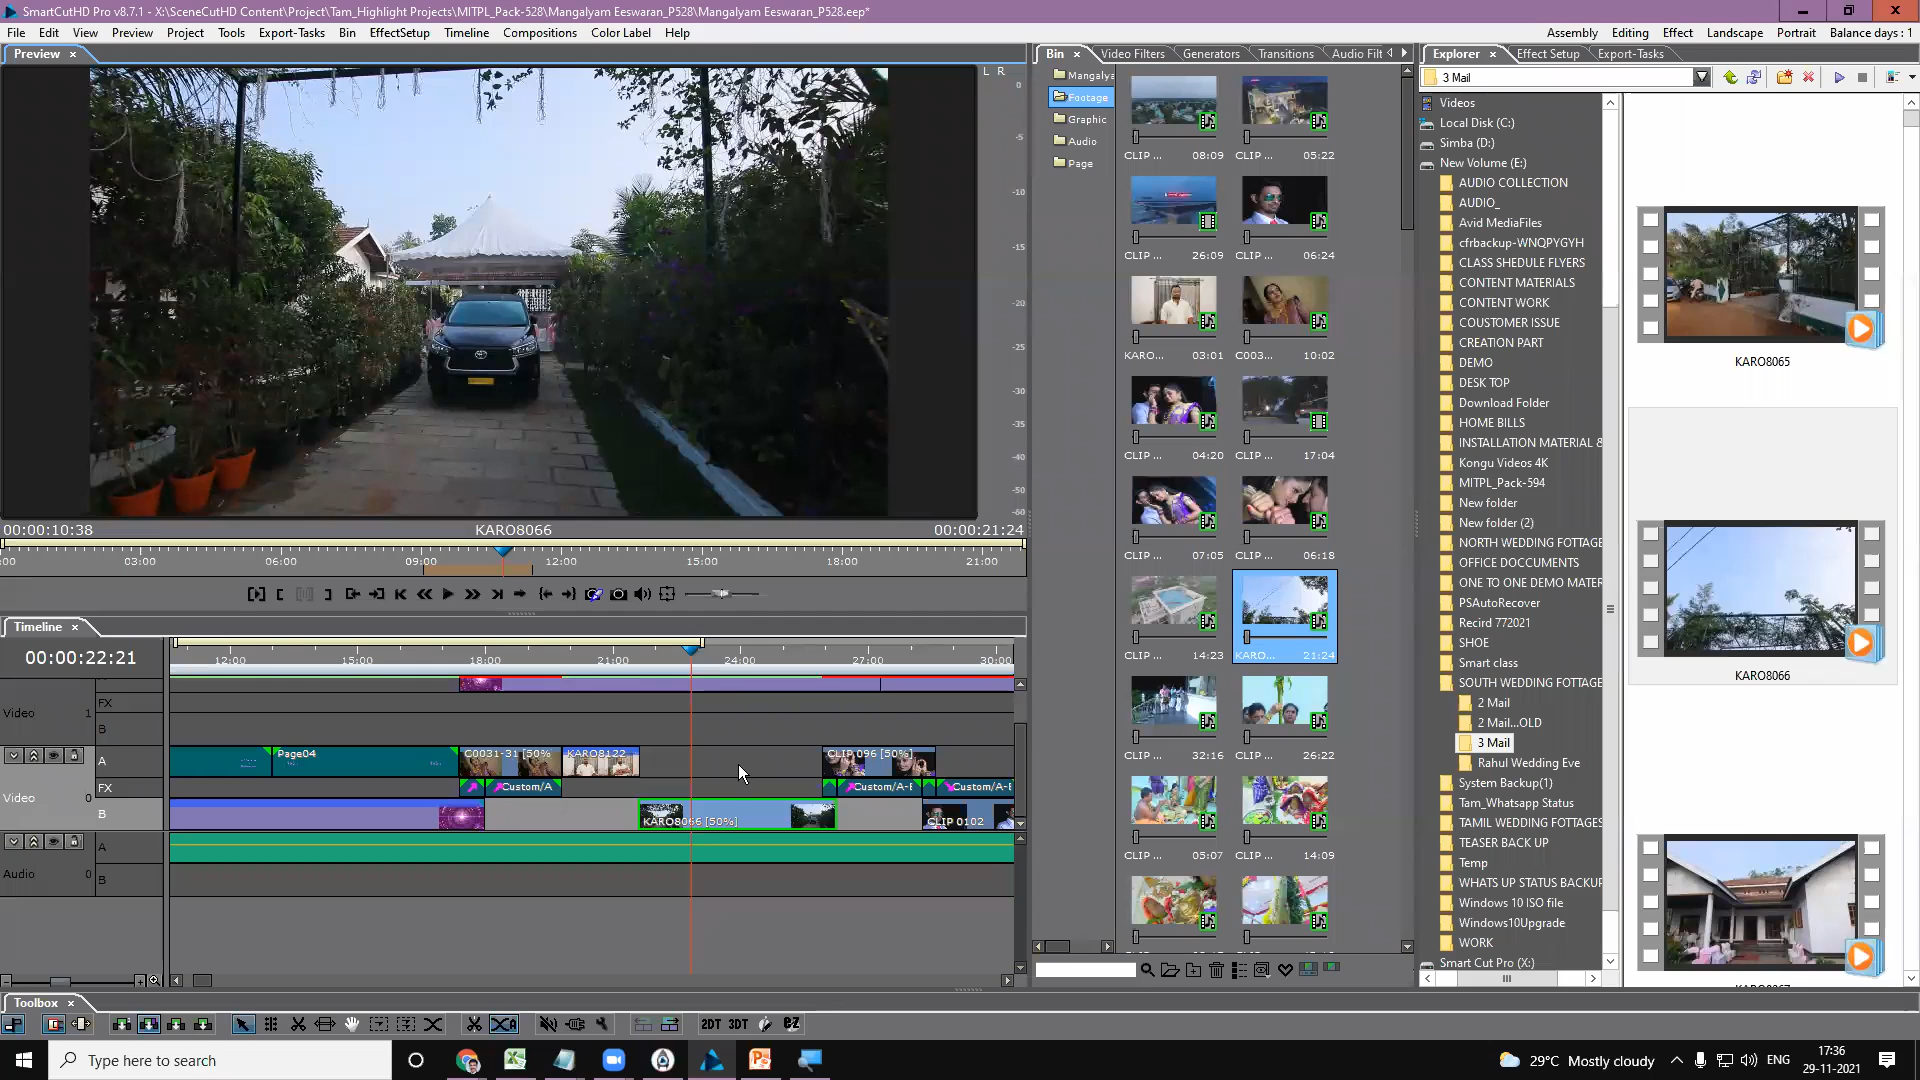 SmartCutHD Pro v8.7.1 - X:\SceneCutHD Content\Project\Tam_Highlight Projects\MITPL_Pack-528\Mangalyam Eeswaran_P528\Mangalyam Eeswaran_P528.eep*
File Edit View Preview Project Tools Export-Tasks Bin EffectSetup Timeline Compositions Color Label Help
Assembly Editing Effect Landscape Portrait Balance days : 1
Preview
L R
0
-5
-10
-15
-20
-25
-30
-35
-40
-45
-50
-60
00:00:10:38 KARO8066 00:00:21:24
:00 03:00 06:00 09:00 12:00 15:00 18:00 21:00
Timeline
00:00:22:21
12:00 15:00 18:00 21:00 24:00 27:00 30:00
Video 1
FX
B
Video 0
A
FX
B
Page04
C0031-31 [50%
KARO8122
CLIP 096 [50%]
Custom/A
Custom/A-E
Custom/A-E
KARO8066 [50%]
CLIP 0102
Audio 0
A
B
Toolbox
2DT 3DT
Bin Video Filters Generators Transitions Audio Filt
Mangalya
Footage
Graphic
Audio
Page
CLIP ... 08:09 CLIP ... 05:22
CLIP ... 26:09 CLIP ... 06:24
KARO... 03:01 C003... 10:02
CLIP ... 04:20 CLIP ... 17:04
CLIP ... 07:05 CLIP ... 06:18
CLIP ... 14:23 KARO... 21:24
CLIP ... 32:16 CLIP ... 26:22
CLIP ... 05:07 CLIP ... 14:09
Explorer Effect Setup Export-Tasks
3 Mail
Videos
Local Disk (C:)
Simba (D:)
New Volume (E:)
AUDIO COLLECTION
AUDIO_
Avid MediaFiles
cfrbackup-WNQPYGYH
CLASS SHEDULE FLYERS
CONTENT MATERIALS
CONTENT WORK
COUSTOMER ISSUE
CREATION PART
DEMO
DESK TOP
Download Folder
HOME BILLS
INSTALLATION MATERIAL &
Kongu Videos 4K
MITPL_Pack-594
New folder
New folder (2)
NORTH WEDDING FOTTAGE
OFFICE DOCCUMENTS
ONE TO ONE DEMO MATER
PSAutoRecover
Recird 772021
SHOE
Smart class
SOUTH WEDDING FOTTAGE
2 Mail
2 Mail...OLD
3 Mail
Rahul Wedding Eve
System Backup(1)
Tam_Whatsapp Status
TAMIL WEDDING FOTTAGES
TEASER BACK UP
Temp
WHATS UP STATUS BACKUP
Windows 10 ISO file
Windows10Upgrade
WORK
Smart Cut Pro (X:)
KARO8065
KARO8066
Type here to search
29°C Mostly cloudy
ENG
17:36
29-11-2021